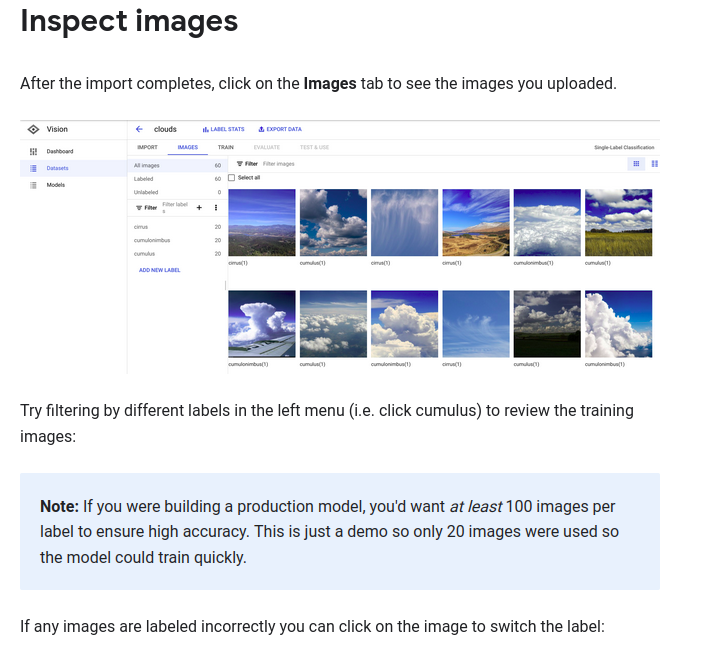 Inspect images
After the import completes, click on the Images tab to see the images you uploaded.
Vision
clouds
LABEL STATS
EXPORT DATA
Dashboard
Datasets
Models
IMPORT
IMAGES
TRAIN
EVALUATE
TEST & USE
Single-Label Classification
All images 60
Labeled 60
Unlabeled 0
Filter Filter label
s
cirrus 20
cumulonimbus 20
cumulus 20
ADD NEW LABEL
Filter Filter images
Select all
cirrus(1) cumulus(1) cirrus(1) cirrus(1) cumulonimbus(1) cumulus(1)
cumulonimbus(1) cumulus(1) cumulonimbus(1) cirrus(1) cumulus(1) cumulonimbus(1)
Try filtering by different labels in the left menu (i.e. click cumulus) to review the training
images:
Note: If you were building a production model, you'd want at least 100 images per
label to ensure high accuracy. This is just a demo so only 20 images were used so
the model could train quickly.
If any images are labeled incorrectly you can click on the image to switch the label: